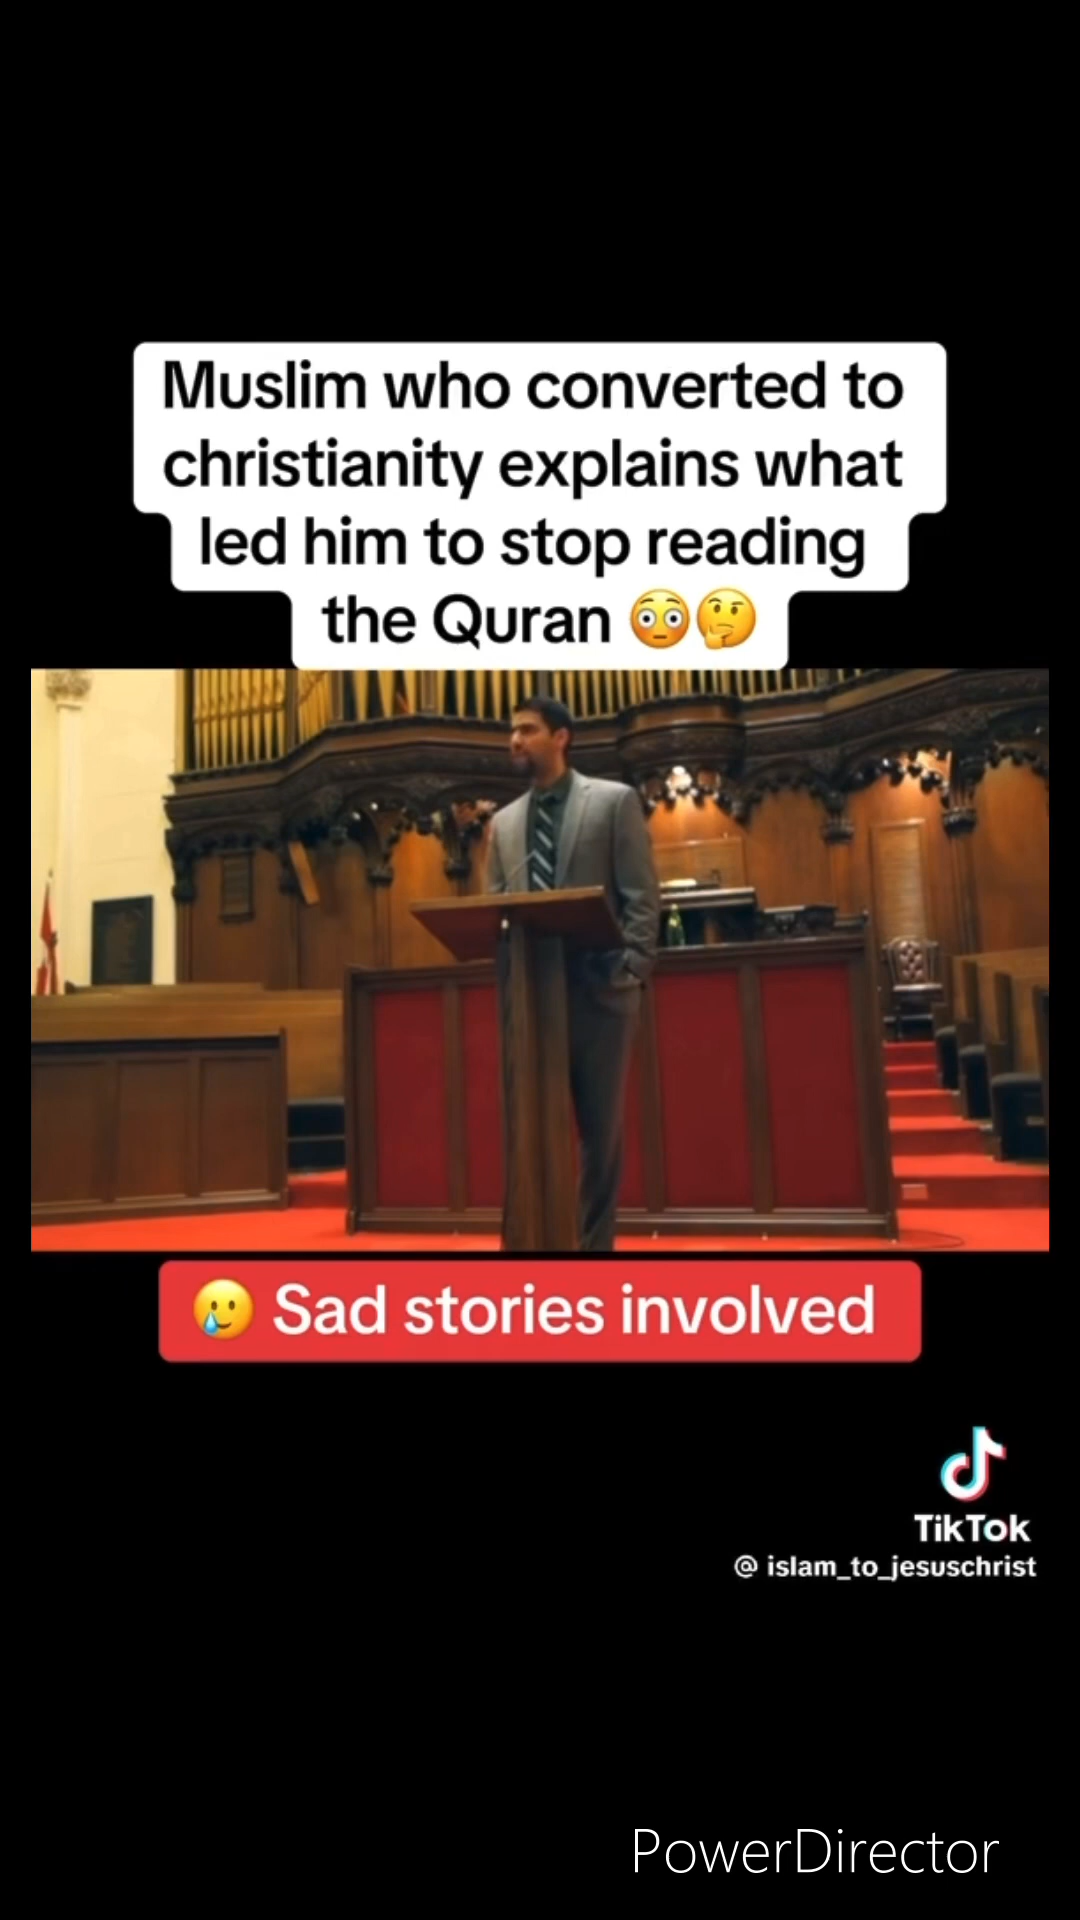 Muslim who converted to
christianity explains what
led him to stop reading
the Quran 😳🤔
🥲 Sad stories involved
TikTok
@ islam_to_jesuschrist
PowerDirector